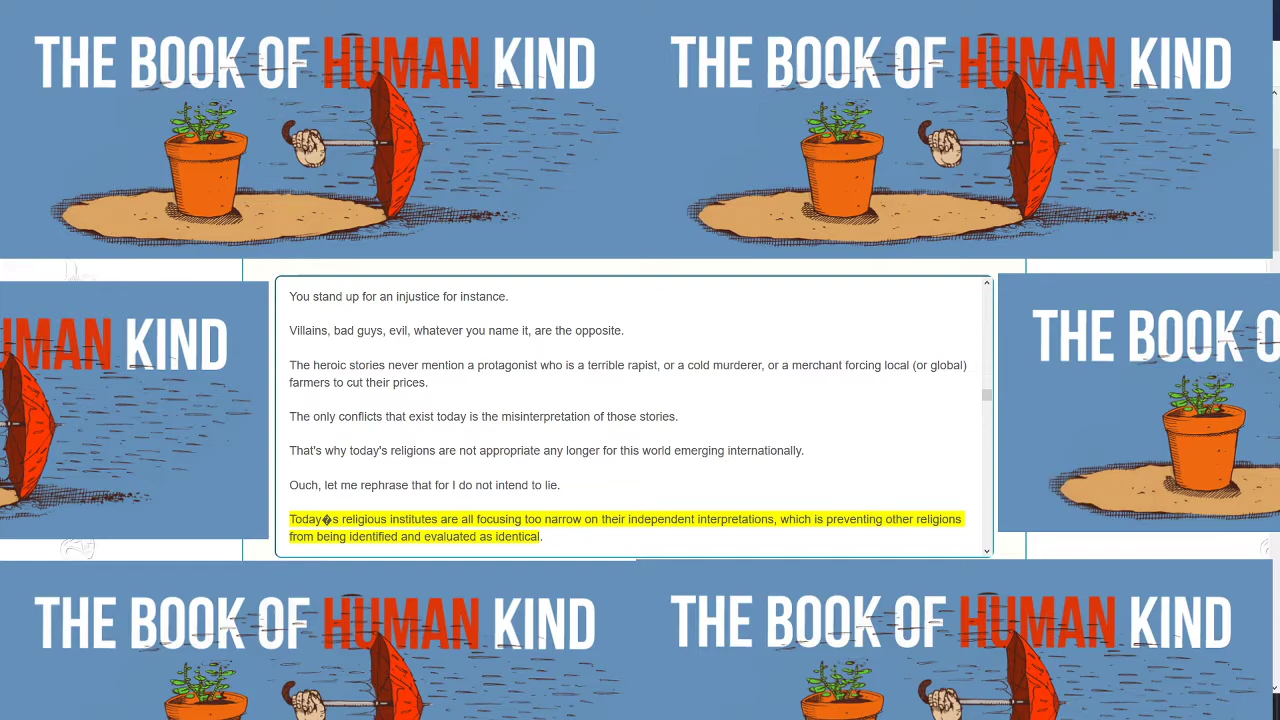 THE BOOK OF HUMAN KIND
THE BOOK OF HUMAN KIND
You stand up for an injustice for instance.
Villains, bad guys, evil, whatever you name it, are the opposite.
The heroic stories never mention a protagonist who is a terrible rapist, or a cold murderer, or a merchant forcing local (or global)
farmers to cut their prices.
The only conflicts that exist today is the misinterpretation of those stories.
That's why today's religions are not appropriate any longer for this world emerging internationally.
Ouch, let me rephrase that for I do not intend to lie.
Today�s religious institutes are all focusing too narrow on their independent interpretations, which is preventing other religions
from being identified and evaluated as identical.
UMAN KIND
THE BOOK O
THE BOOK OF HUMAN KIND
THE BOOK OF HUMAN KIND